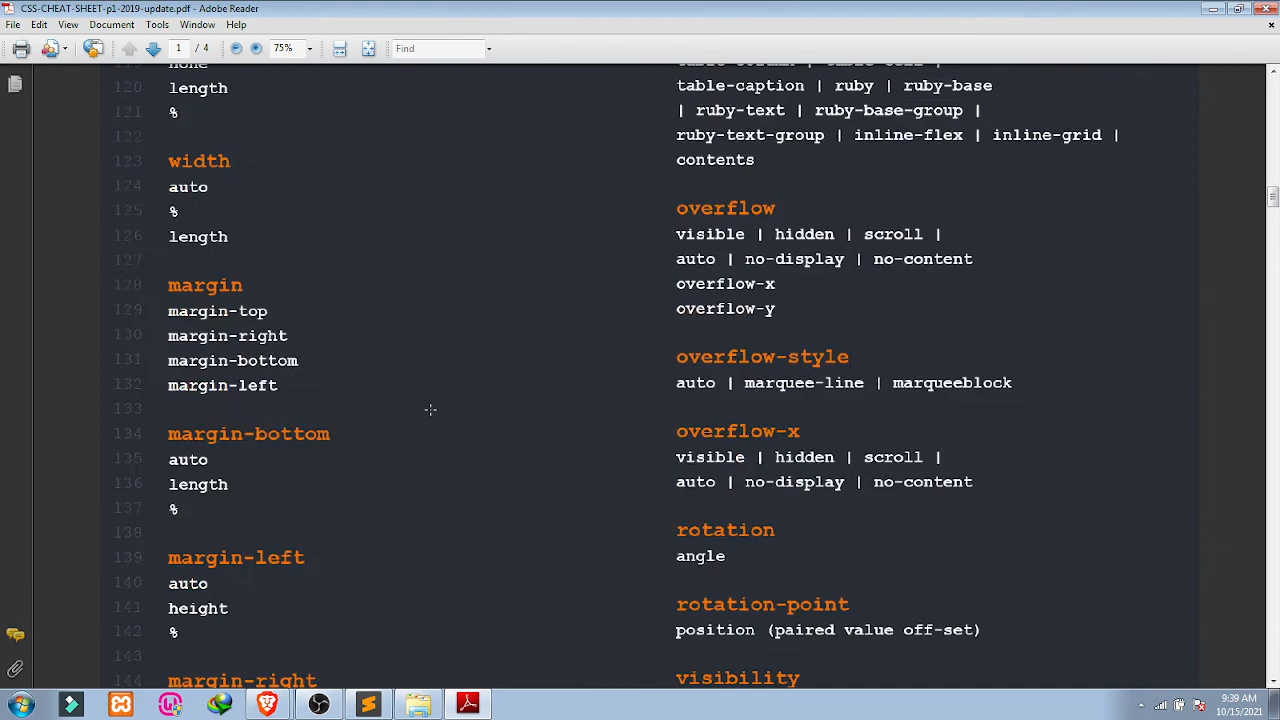 CSS-CHEAT-SHEET-p1-2019-update.pdf - Adobe Reader
File Edit View Document Tools Window Help
1 / 4 75% Find
119 none
120 length
121 %
122
123 width
124 auto
125 %
126 length
127
128 margin
129 margin-top
130 margin-right
131 margin-bottom
132 margin-left
133
134 margin-bottom
135 auto
136 length
137 %
138
139 margin-left
140 auto
141 height
142 %
143
144 margin-right
table-caption | ruby | ruby-base
| ruby-text | ruby-base-group |
ruby-text-group | inline-flex | inline-grid |
contents
overflow
visible | hidden | scroll |
auto | no-display | no-content
overflow-x
overflow-y
overflow-style
auto | marquee-line | marqueeblock
overflow-x
visible | hidden | scroll |
auto | no-display | no-content
rotation
angle
rotation-point
position (paired value off-set)
visibility
9:39 AM
10/15/2021